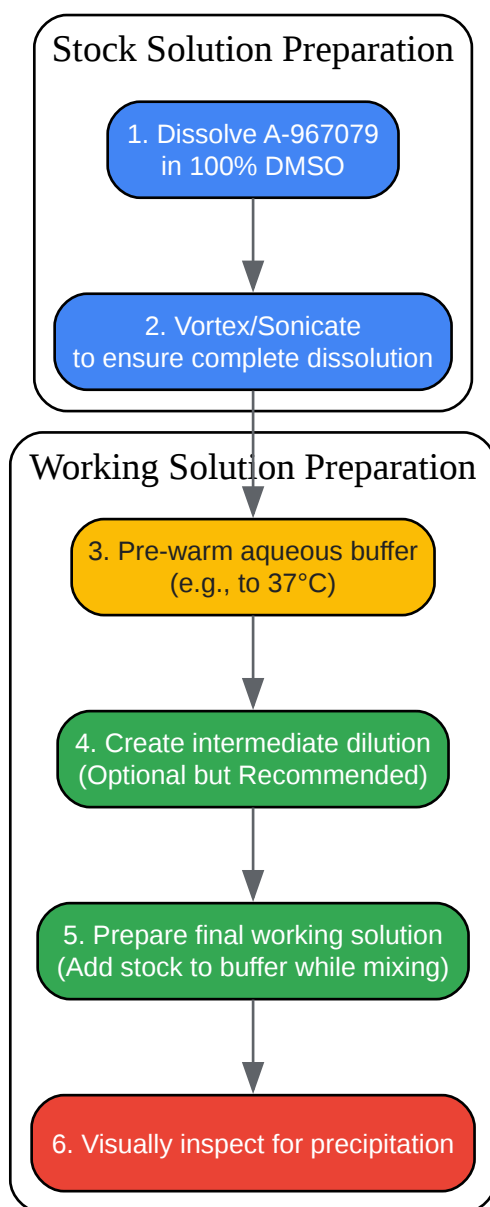 Stock Solution Preparation
1. Dissolve A-967079
in 100% DMSO
2. Vortex/Sonicate
to ensure complete dissolution
Working Solution Preparation
3. Pre-warm aqueous buffer
(e.g., to 37°C)
4. Create intermediate dilution
(Optional but Recommended)
5. Prepare final working solution
(Add stock to buffer while mixing)
6. Visually inspect for precipitation